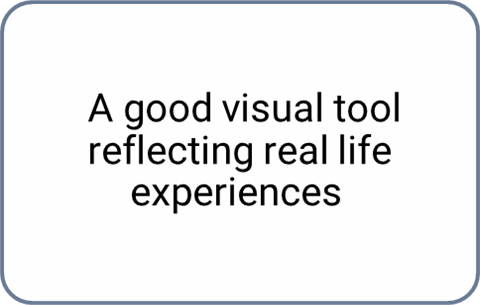 A good visual tool
reflecting real life
experiences